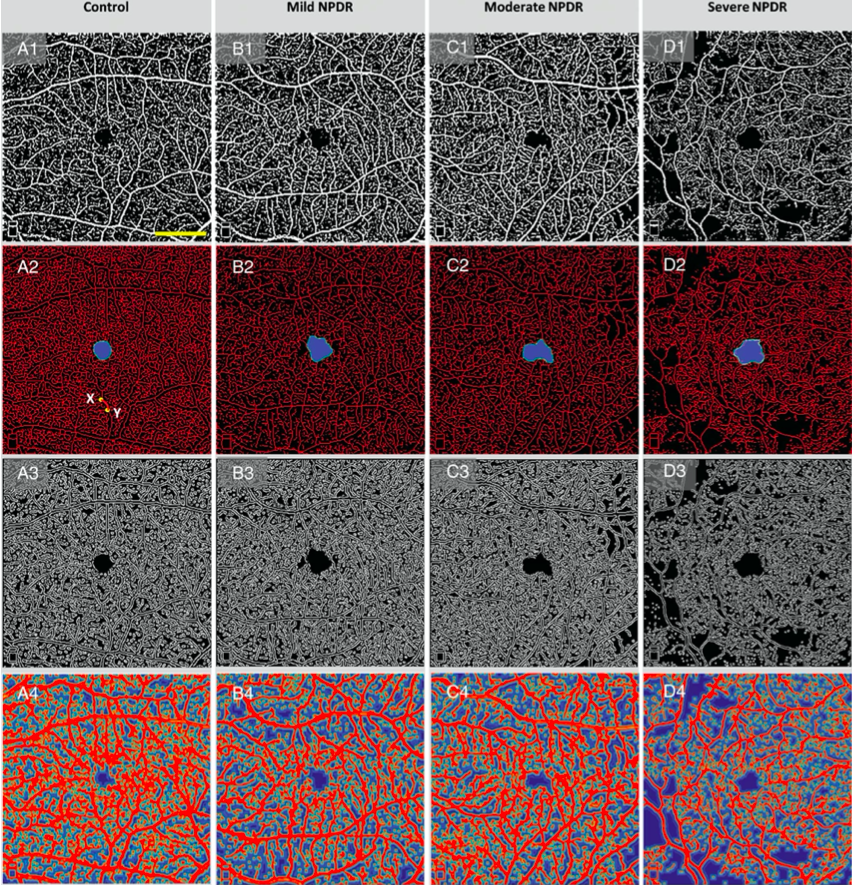 Control Mild NPDR Moderate NPDR Severe NPDR
A1 B1 C1 D1
A2 B2 C2 D2
X
Y
A3 B3 C3 D3
A4 B4 C4 D4